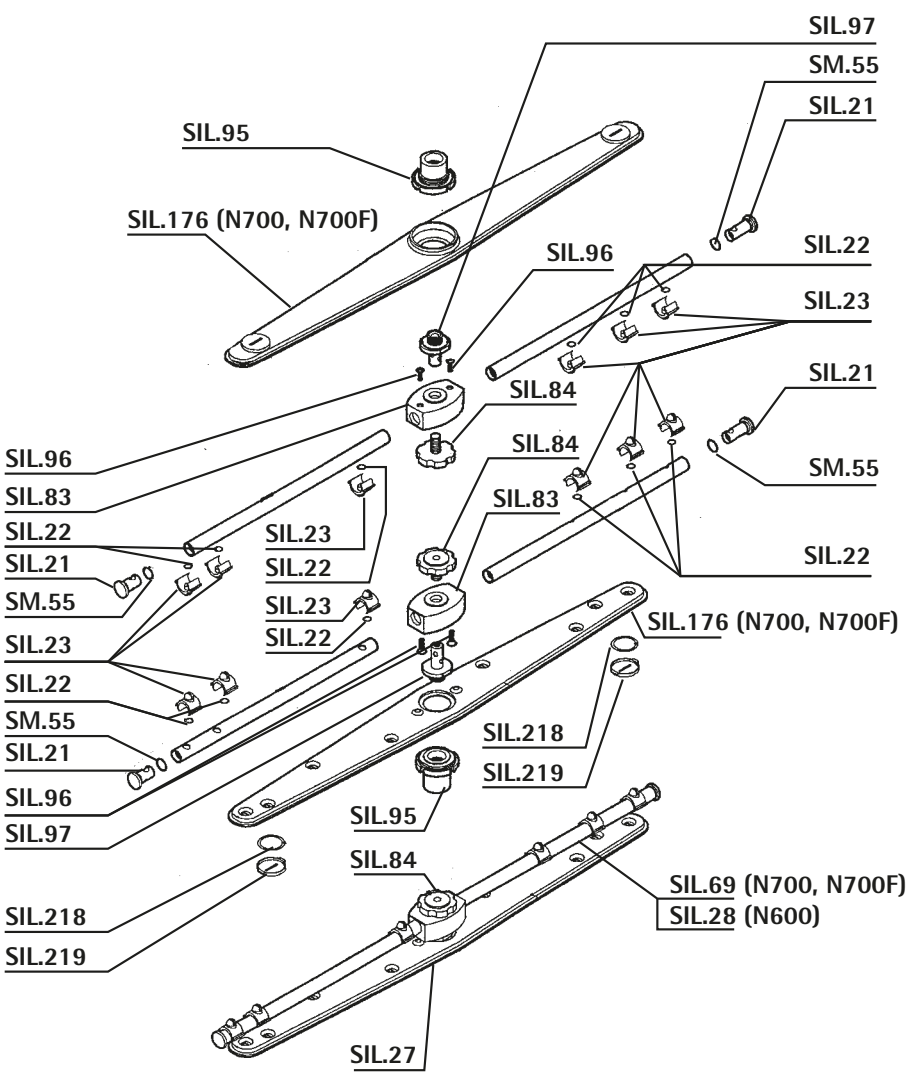 SIL.97
SM.55
SIL.21
SIL.95
SIL.176 (N700, N700F)
SIL.96
SIL.22
SIL.23
SIL.84
SIL.21
SIL.84
SIL.96
SIL.83
SIL.83
SM.55
SIL.22
SIL.23
SIL.21
SIL.22
SIL.22
SM.55
SIL.23
SIL.176 (N700, N700F)
SIL.23
SIL.22
SIL.22
SM.55
SIL.218
SIL.21
SIL.219
SIL.96
SIL.95
SIL.97
SIL.84
SIL.69 (N700, N700F)
SIL.218
SIL.28 (N600)
SIL.219
SIL.27